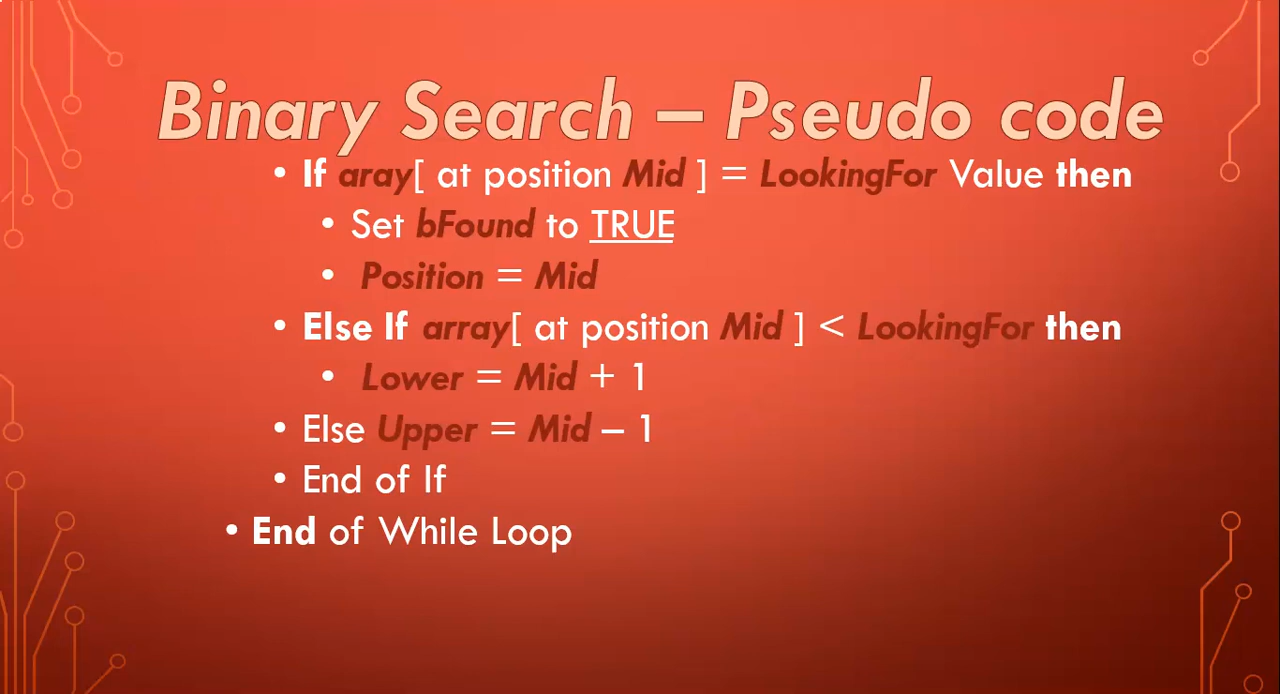 Binary Search – Pseudo code
• If aray[ at position Mid ] = LookingFor Value then
• Set bFound to TRUE
• Position = Mid
• Else If array[ at position Mid ] < LookingFor then
• Lower = Mid + 1
• Else Upper = Mid – 1
• End of If
• End of While Loop